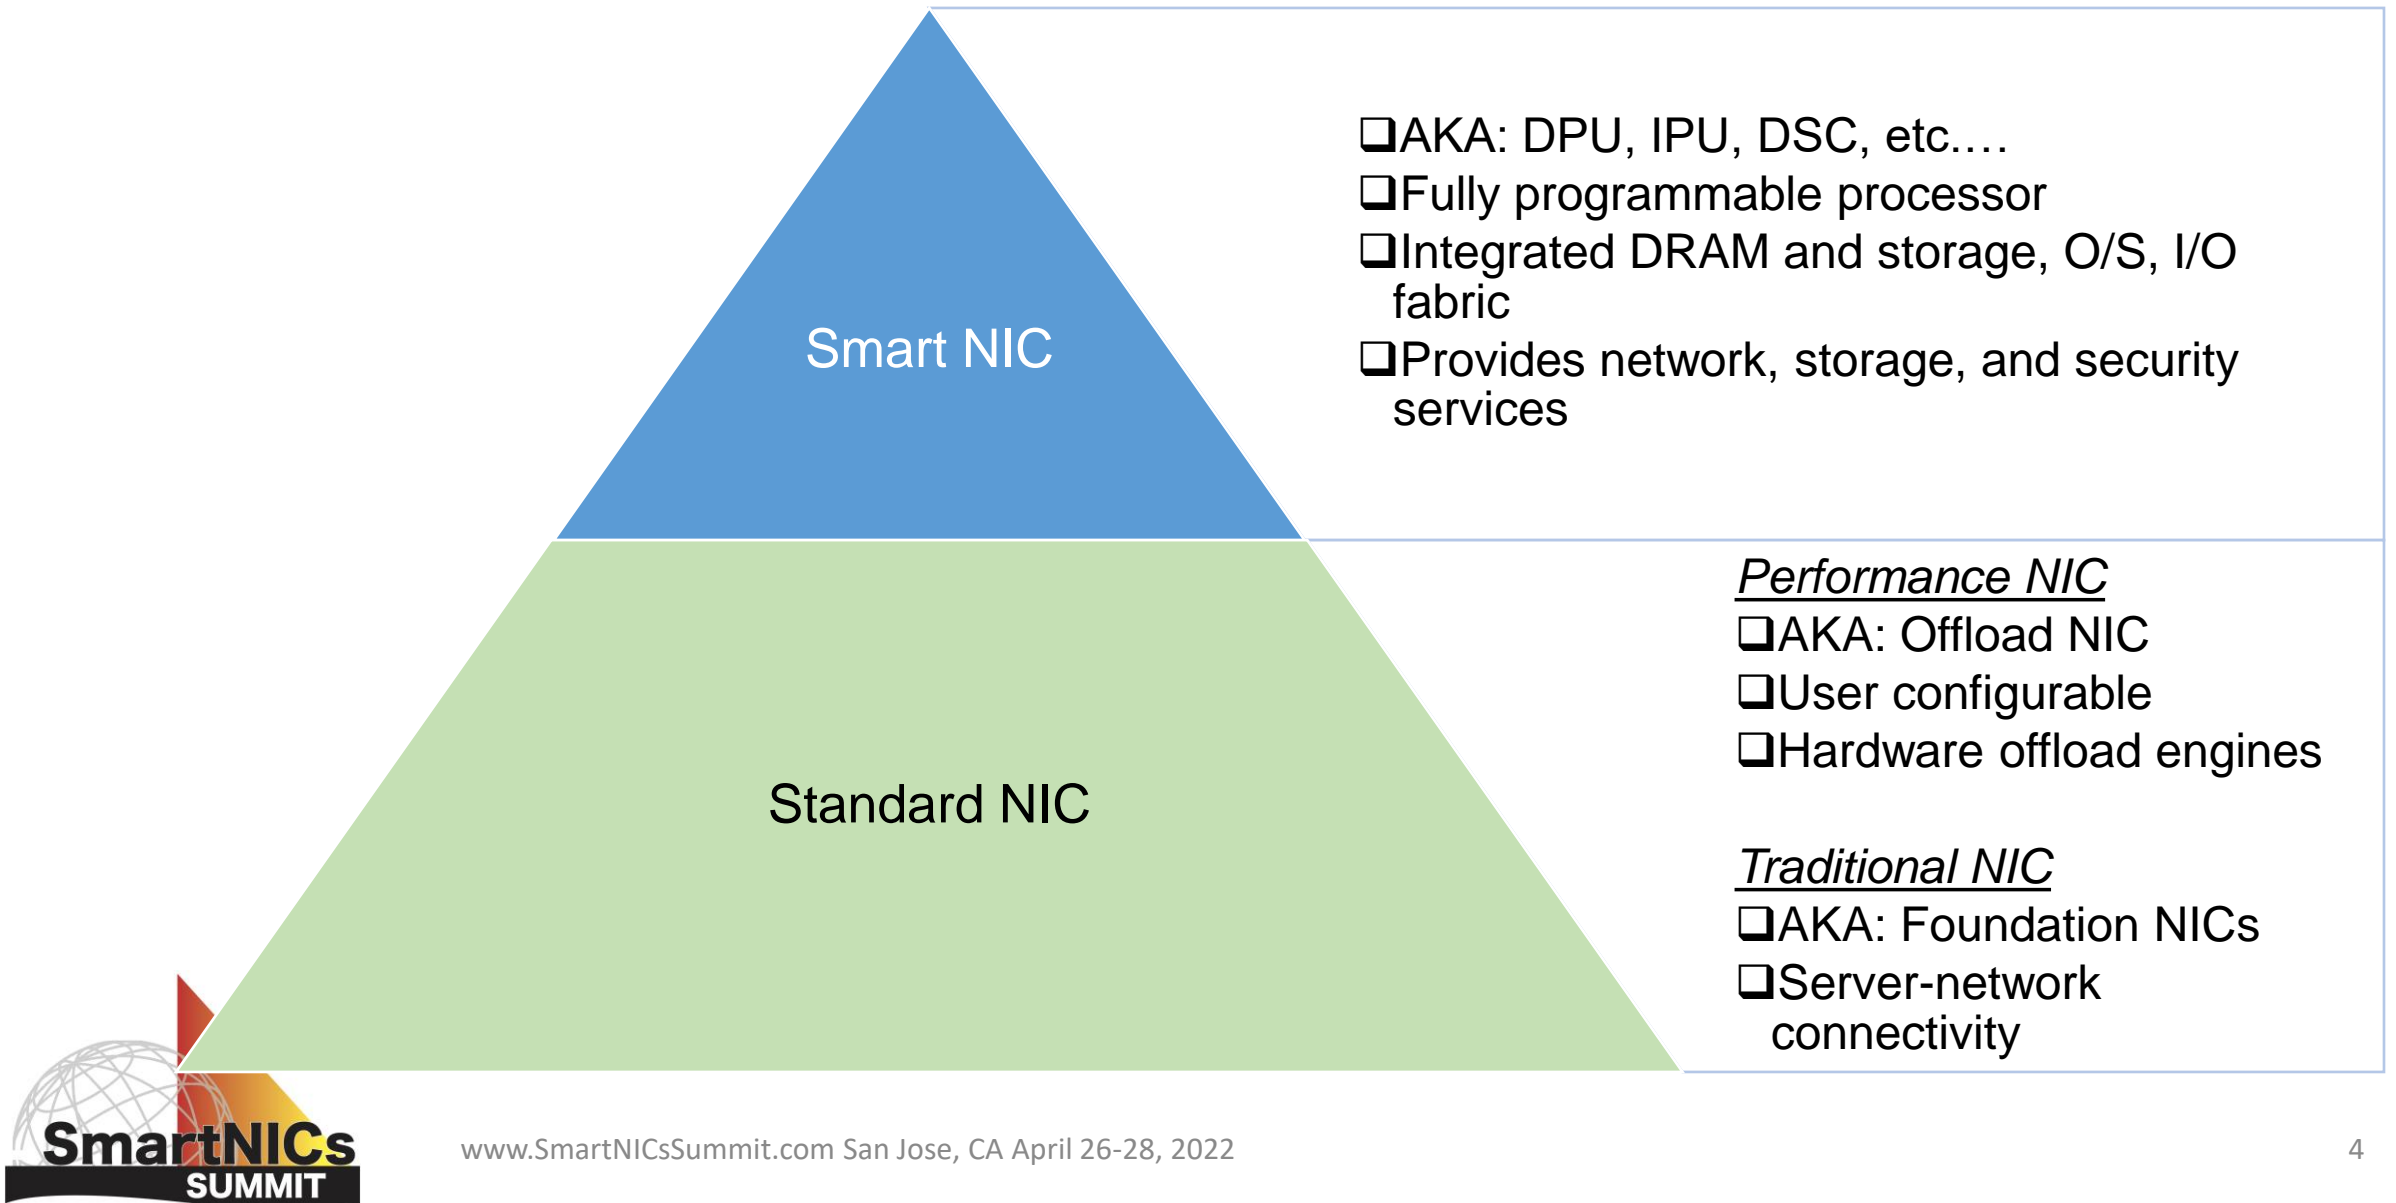 Smart NIC
❑AKA: DPU, IPU, DSC, etc.…
❑Fully programmable processor
❑Integrated DRAM and storage, O/S, I/O
fabric
❑Provides network, storage, and security
services
Standard NIC
Performance NIC
❑AKA: Offload NIC
❑User configurable
❑Hardware offload engines
Traditional NIC
❑AKA: Foundation NICs
❑Server-network
connectivity
SmartNICs
SUMMIT
www.SmartNICsSummit.com San Jose, CA April 26-28, 2022
4